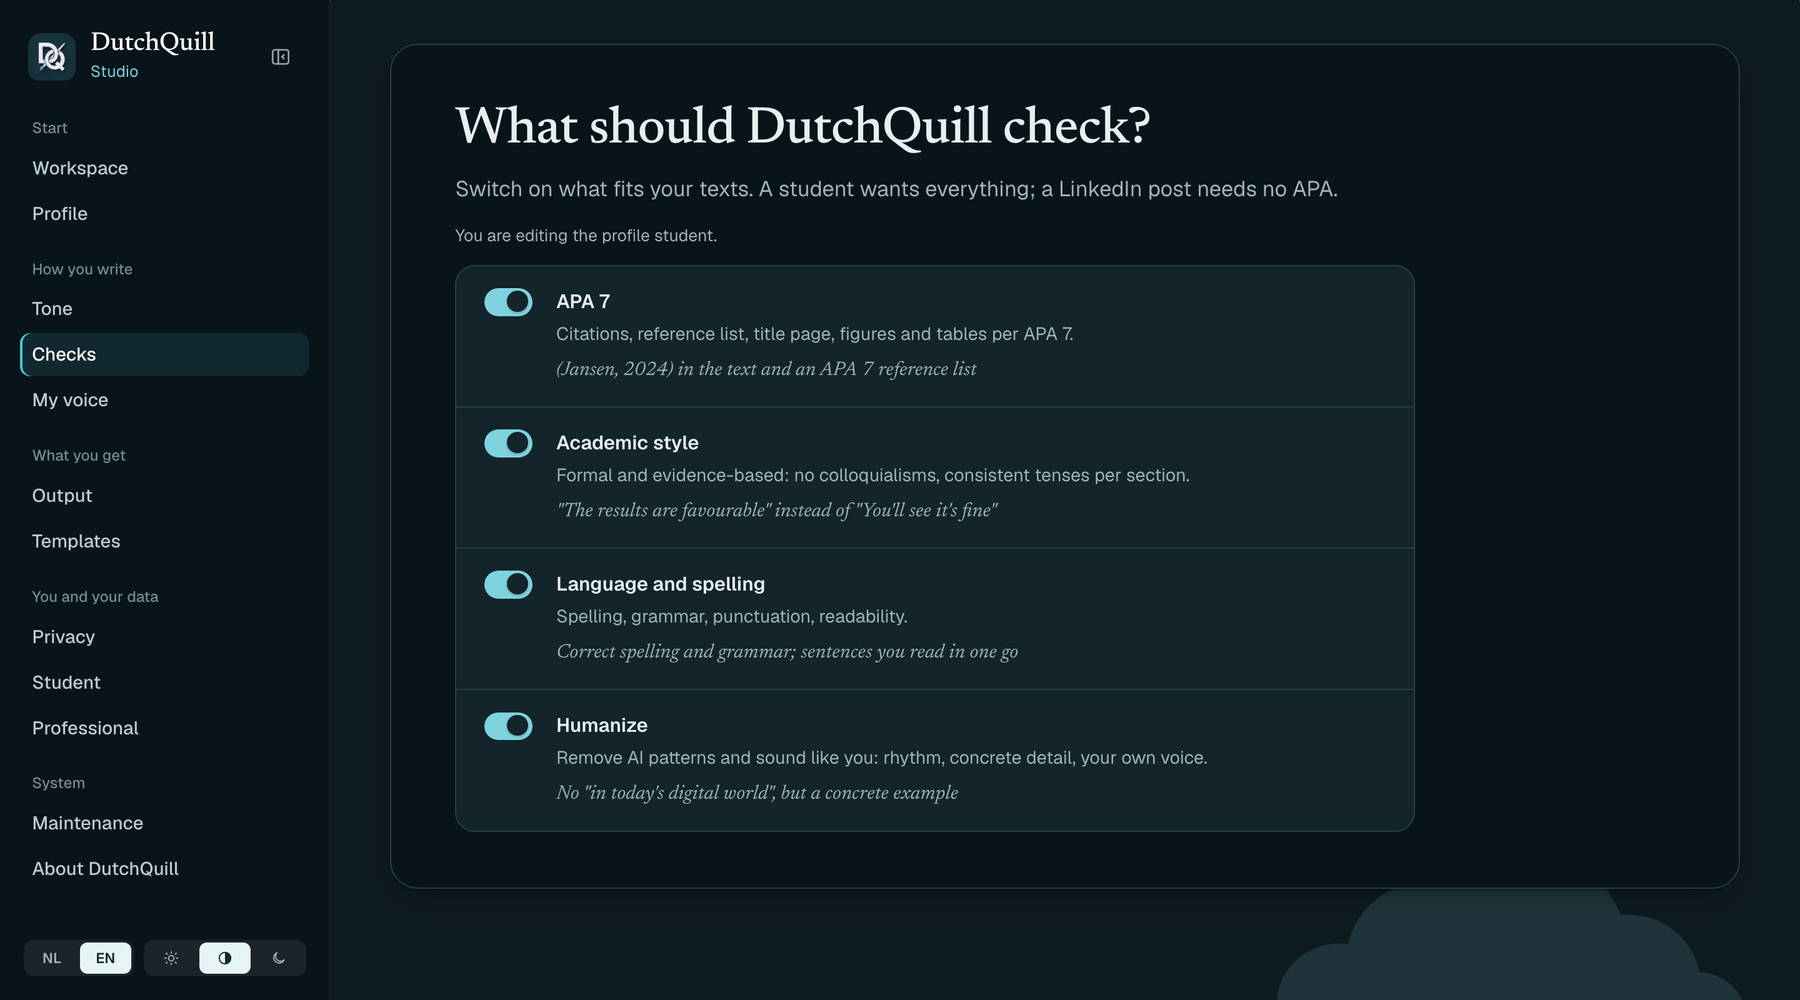 DutchQuill
Studio
Start
Workspace
Profile
How you write
Tone
Checks
My voice
What you get
Output
Templates
You and your data
Privacy
Student
Professional
System
Maintenance
About DutchQuill
NL EN
What should DutchQuill check?
Switch on what fits your texts. A student wants everything; a LinkedIn post needs no APA.
You are editing the profile student.
APA 7
Citations, reference list, title page, figures and tables per APA 7.
(Jansen, 2024) in the text and an APA 7 reference list
Academic style
Formal and evidence-based: no colloquialisms, consistent tenses per section.
"The results are favourable" instead of "You'll see it's fine"
Language and spelling
Spelling, grammar, punctuation, readability.
Correct spelling and grammar; sentences you read in one go
Humanize
Remove AI patterns and sound like you: rhythm, concrete detail, your own voice.
No "in today's digital world", but a concrete example